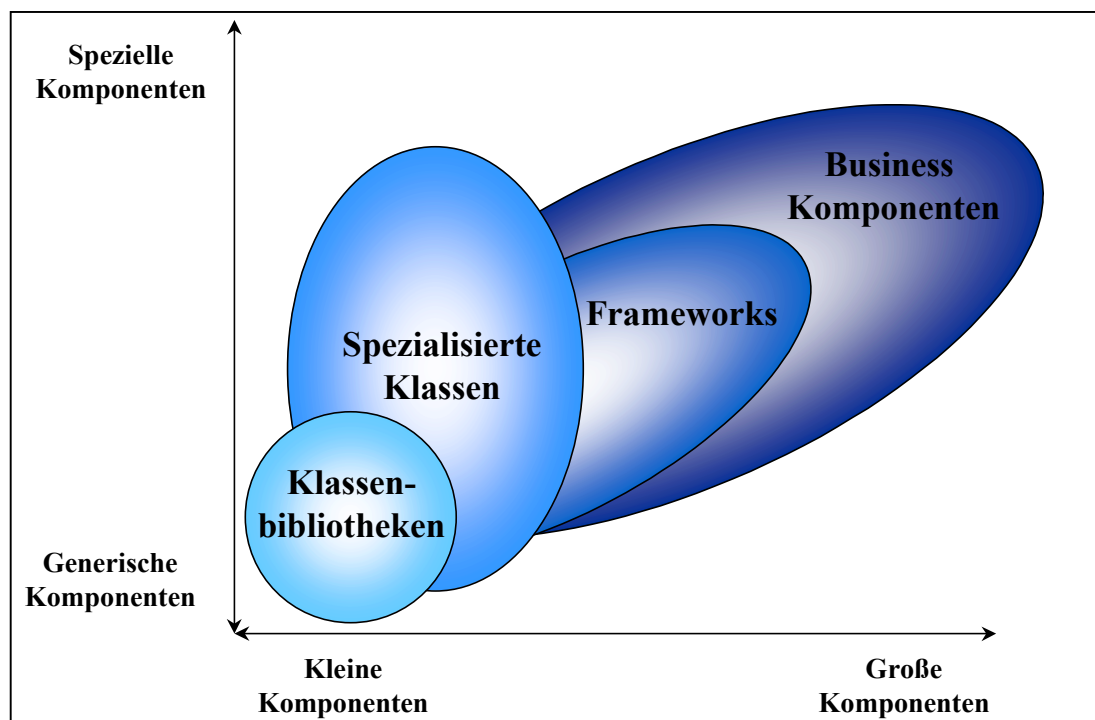 Spezielle
Komponenten
Business
Komponenten
Frameworks
Spezialisierte
Klassen
Klassen-
bibliotheken
Generische
Komponenten
Kleine
Komponenten
Große
Komponenten